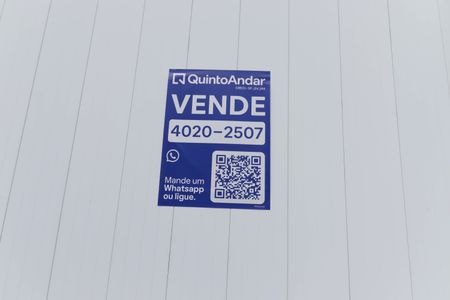 QuintoAndar
VENDE
4020-2507
Mande um
Whatsapp
ou ligue.